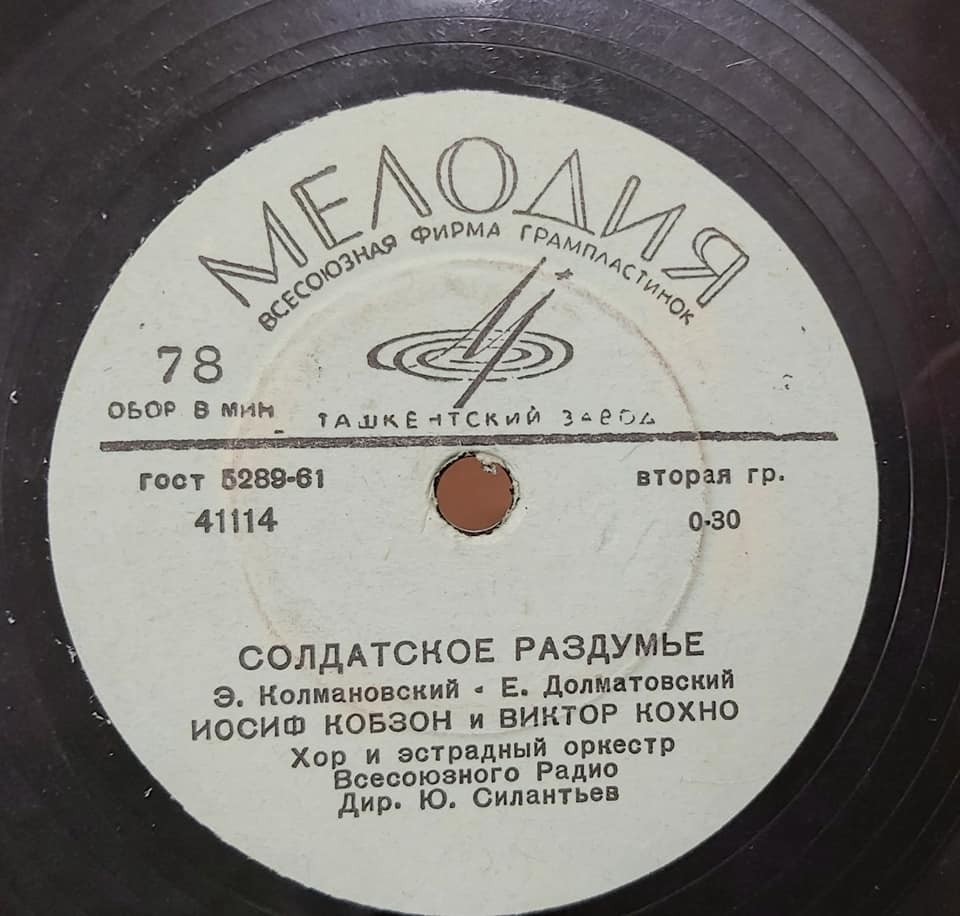 МЕЛОДИЯ
ВСЕСОЮЗНАЯ ФИРМА ГРАМПЛАСТИНОК
78
ОБОР В МИН
ТАШКЕНТСКИЙ ЗАВОД
ГОСТ 5289-61
вторая гр.
41114
0-30
СОЛДАТСКОЕ РАЗДУМЬЕ
Э. Колмановский - Е. Долматовский
ИОСИФ КОБЗОН и ВИКТОР КОХНО
Хор и эстрадный оркестр
Всесоюзного Радио
Дир. Ю. Силантьев